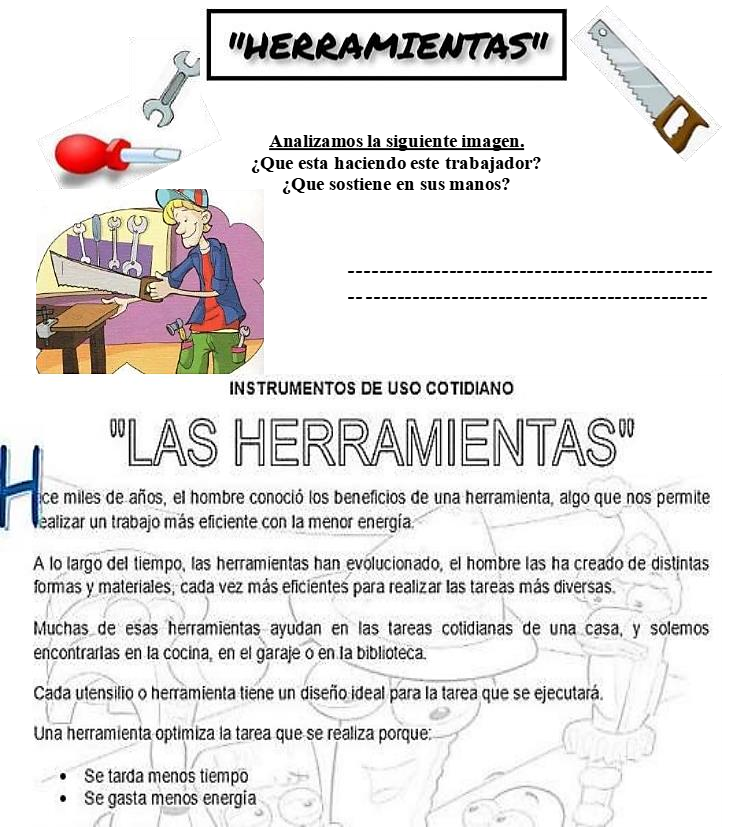 "HERRAMIENTAS"
Analizamos la siguiente imagen.
¿Que esta haciendo este trabajador?
¿Que sostiene en sus manos?
INSTRUMENTOS DE USO COTIDIANO
"LAS HERRAMIENTAS"
Hace miles de años, el hombre conoció los beneficios de una herramienta, algo que nos permite
realizar un trabajo más eficiente con la menor energía.
A lo largo del tiempo, las herramientas han evolucionado, el hombre las ha creado de distintas
formas y materiales, cada vez más eficientes para realizar las tareas más diversas.
Muchas de esas herramientas ayudan en las tareas cotidianas de una casa, y solemos
encontrarlas en la cocina, en el garaje o en la biblioteca.
Cada utensilio o herramienta tiene un diseño ideal para la tarea que se ejecutará.
Una herramienta optimiza la tarea que se realiza porque:
• Se tarda menos tiempo
• Se gasta menos energía